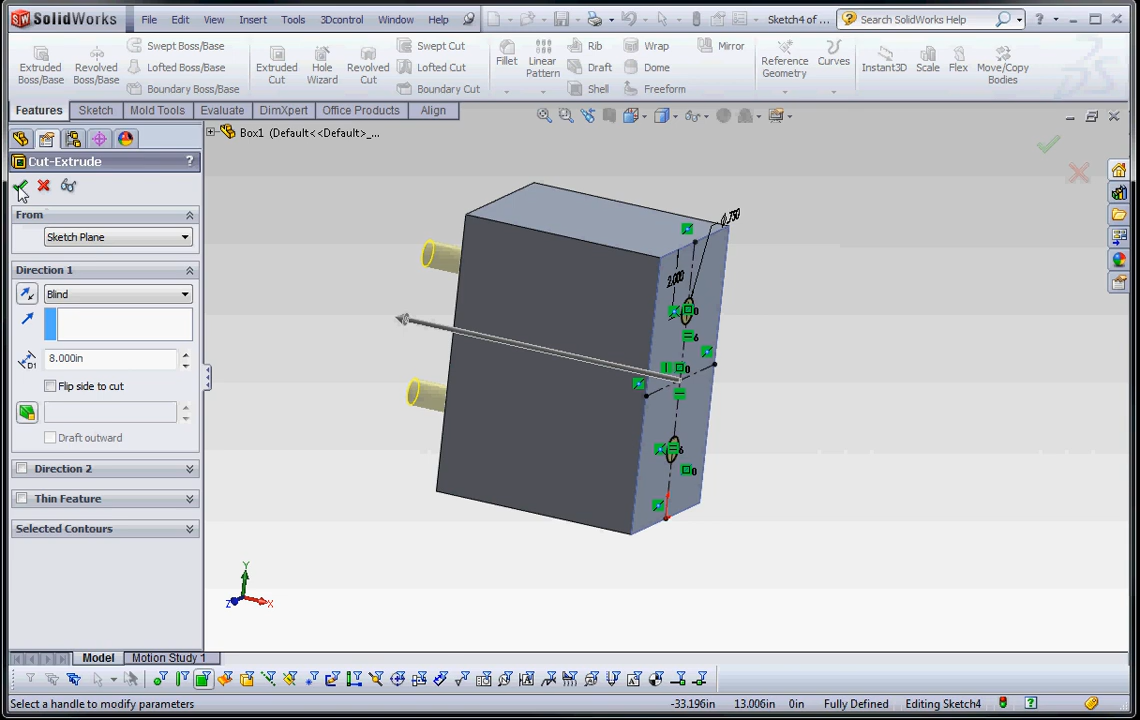 SolidWorks File Edit View Insert Tools 3Dcontrol Window Help Sketch4 of ... Search SolidWorks Help
Extruded Boss/Base
Revolved Boss/Base
Swept Boss/Base
Lofted Boss/Base
Boundary Boss/Base
Extruded Cut
Hole Wizard
Revolved Cut
Swept Cut
Lofted Cut
Boundary Cut
Fillet
Linear Pattern
Rib
Draft
Shell
Wrap
Dome
Freeform
Mirror
Reference Geometry
Curves
Instant3D
Scale
Flex
Move/Copy Bodies
Features Sketch Mold Tools Evaluate DimXpert Office Products Align
Box1 (Default<<Default>_...
Cut-Extrude ?
From
Sketch Plane
Direction 1
Blind
D1
8.000in
Flip side to cut
Draft outward
Direction 2
Thin Feature
Selected Contours
2.000
Y
Z
X
Model Motion Study 1
Select a handle to modify parameters -33.196in 13.006in 0in Fully Defined Editing Sketch4